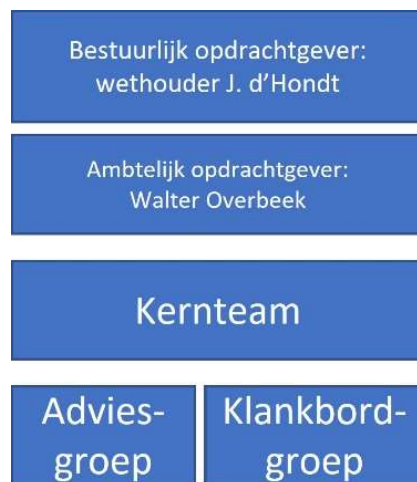 Bestuurlijk opdrachtgever:
wethouder J. d’Hondt
Ambtelijk opdrachtgever:
Walter Overbeek
Kernteam
Advies-
groep
Klankbord-
groep